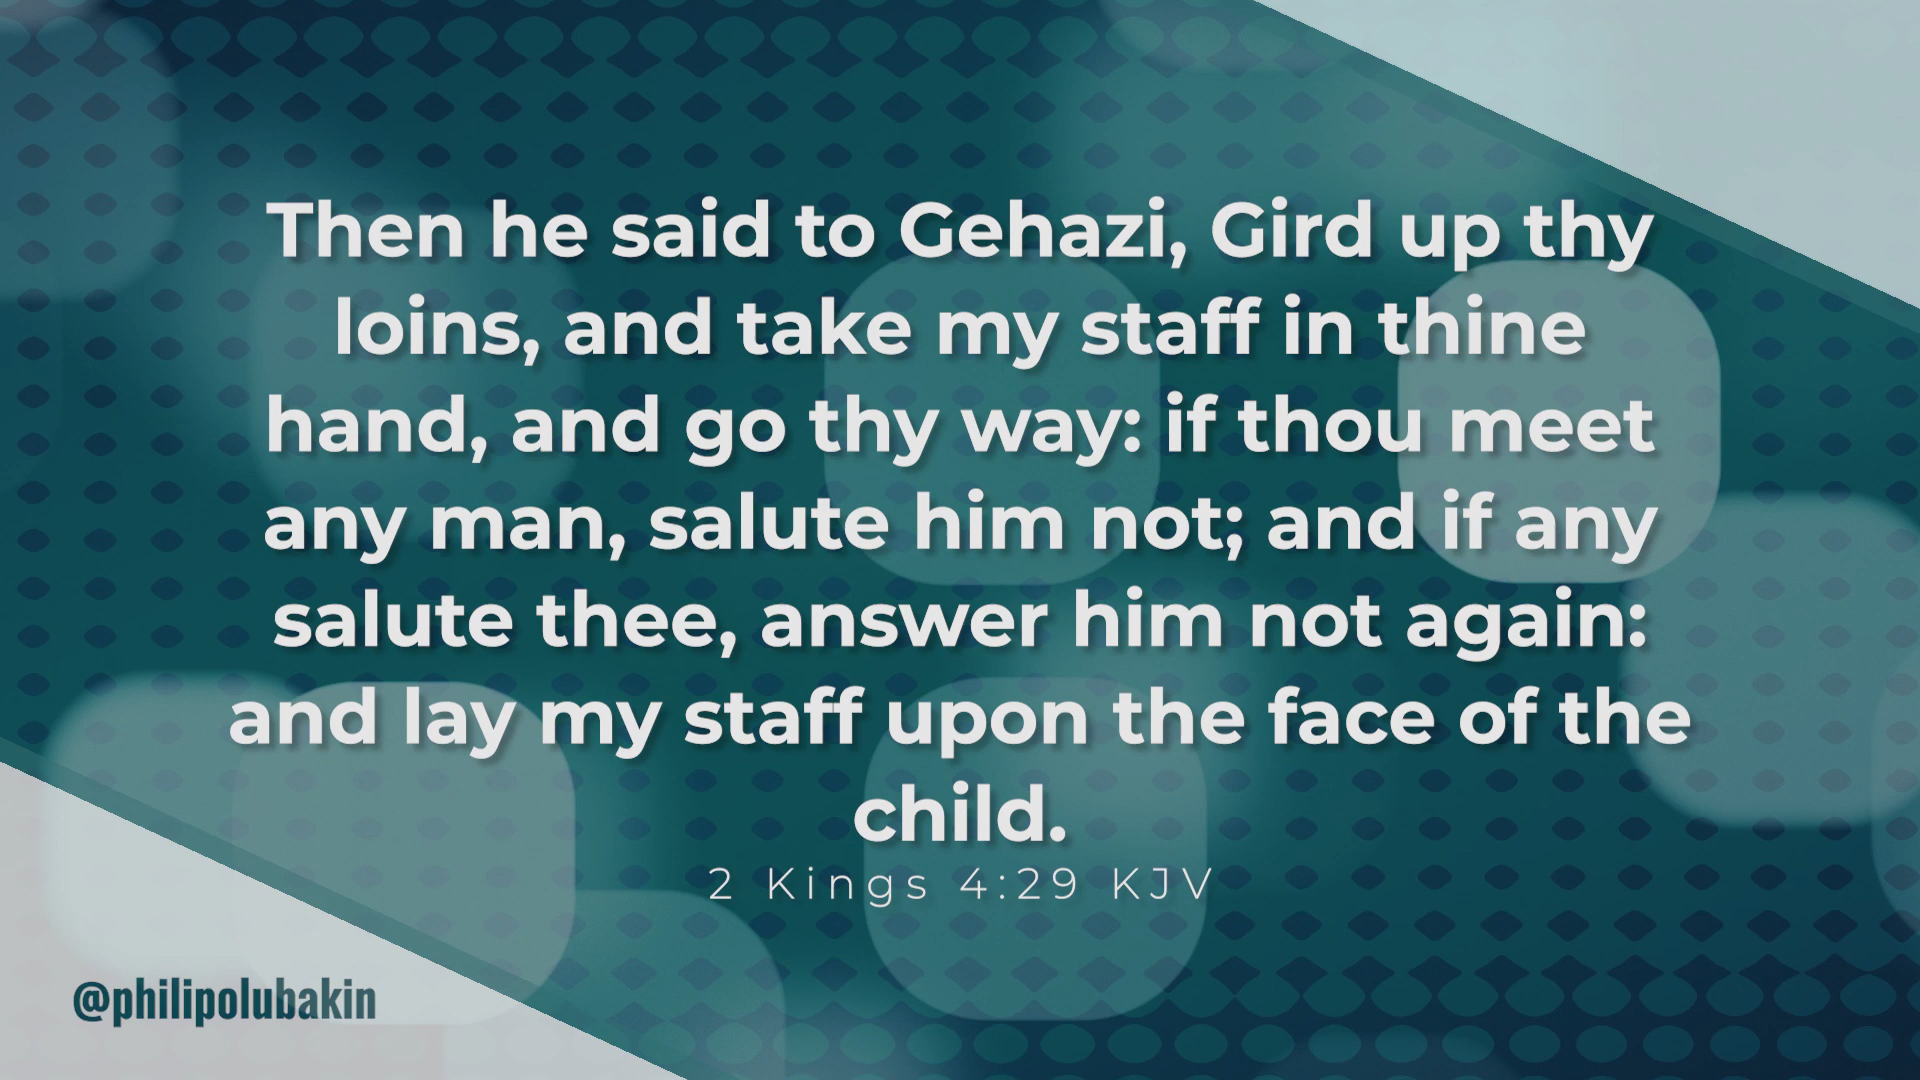 Then he said to Gehazi, Gird up thy
loins, and take my staff in thine
hand, and go thy way: if thou meet
any man, salute him not; and if any
salute thee, answer him not again:
and lay my staff upon the face of the
child.
2 Kings 4:29 KJV
@philipolubakin